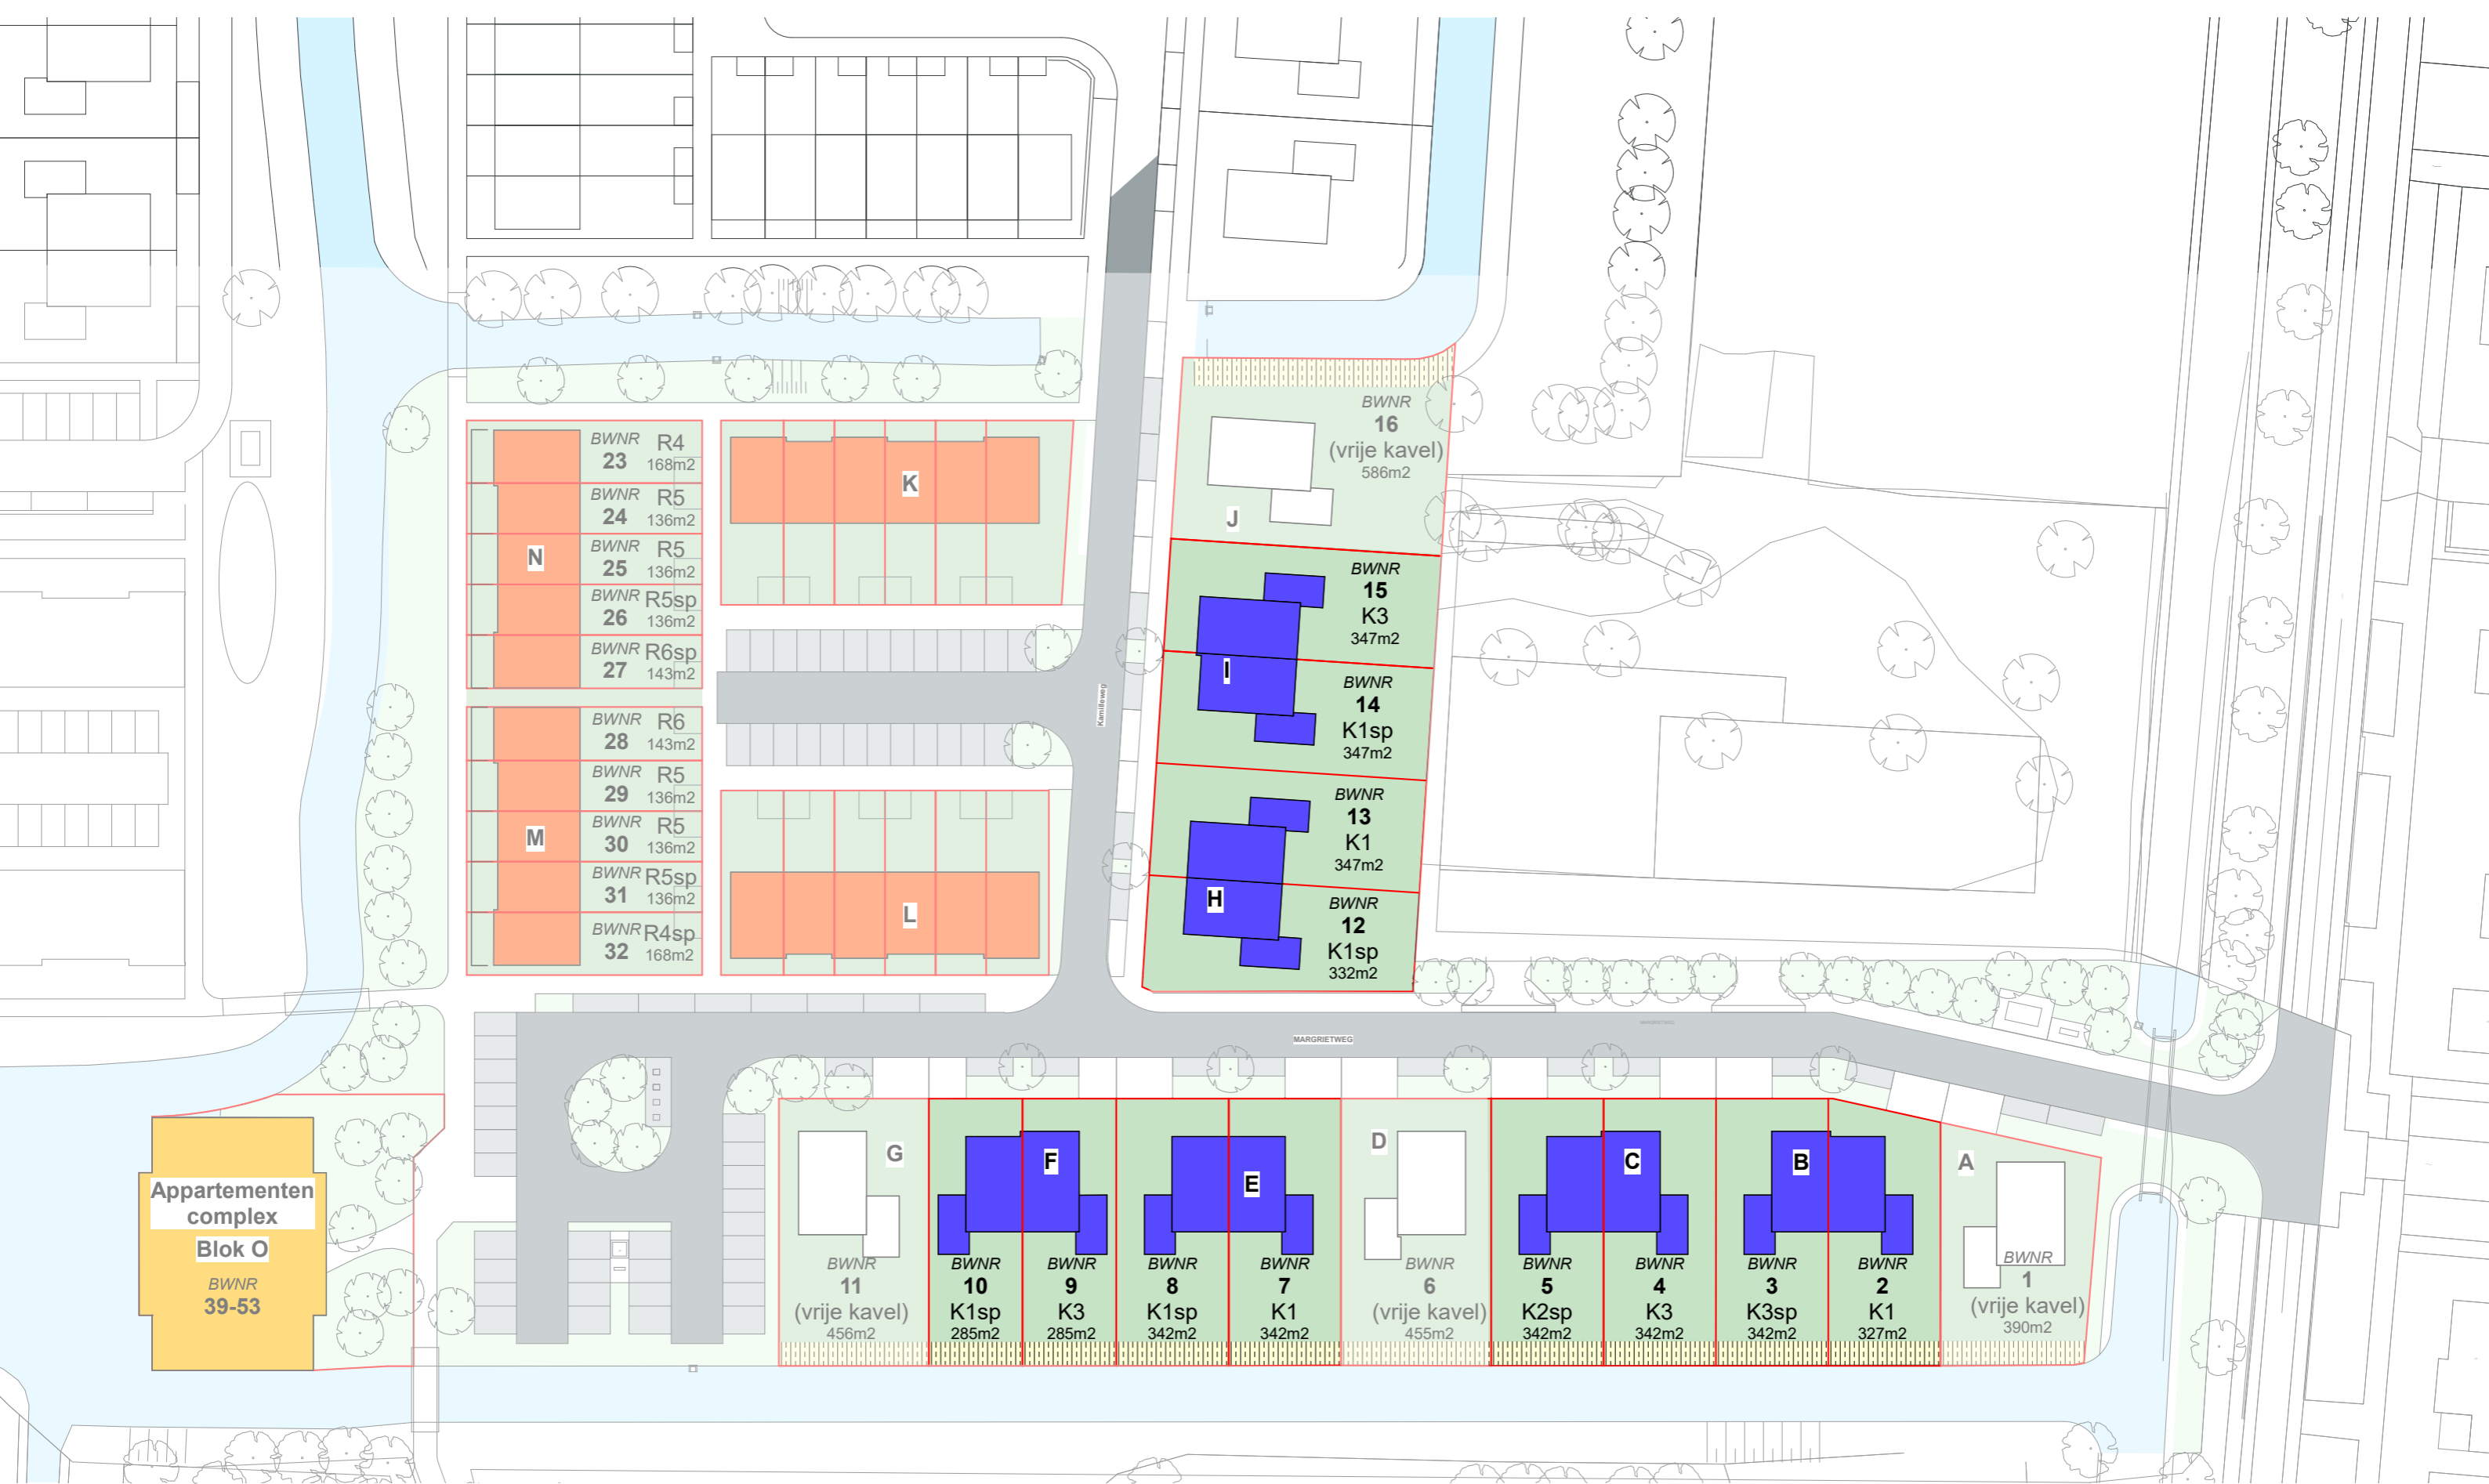 BWNR R4
23 168m2
BWNR R5
24 136m2
BWNR R5
25 136m2
BWNR R5sp
26 136m2
BWNR R6sp
27 143m2
N
BWNR R6
28 143m2
BWNR R5
29 136m2
BWNR R5
30 136m2
BWNR R5sp
31 136m2
BWNR R4sp
32 168m2
M
K
L
Kamilleweg
BWNR
16
(vrije kavel)
586m2
J
BWNR
15
K3
347m2
I
BWNR
14
K1sp
347m2
BWNR
13
K1
347m2
H
BWNR
12
K1sp
332m2
MARGRIETWEG
MARGRIETWEG
Appartementen
complex
Blok O
BWNR
39-53
G
BWNR
11
(vrije kavel)
456m2
F
BWNR
10
K1sp
285m2
BWNR
9
K3
285m2
E
BWNR
8
K1sp
342m2
BWNR
7
K1
342m2
D
BWNR
6
(vrije kavel)
455m2
C
BWNR
5
K2sp
342m2
BWNR
4
K3
342m2
B
BWNR
3
K3sp
342m2
BWNR
2
K1
327m2
A
BWNR
1
(vrije kavel)
390m2